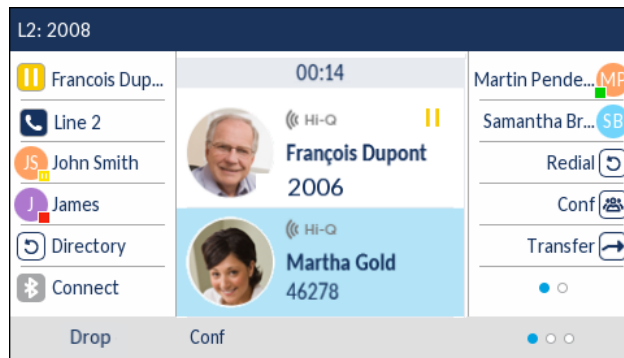 L2: 2008
Francois Dup...
Line 2
JS John Smith
J James
Directory
Connect
00:14
Hi-Q
François Dupont
2006
Hi-Q
Martha Gold
46278
Martin Pende... MP
Samantha Br... SB
Redial
Conf
Transfer
Drop
Conf